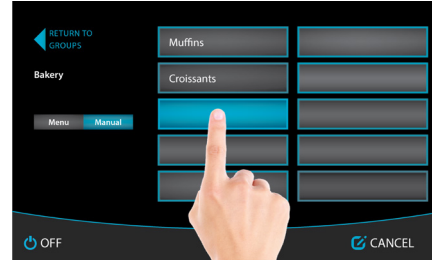 RETURN TO
GROUPS
Bakery
Menu Manual
Muffins
Croissants
OFF
CANCEL